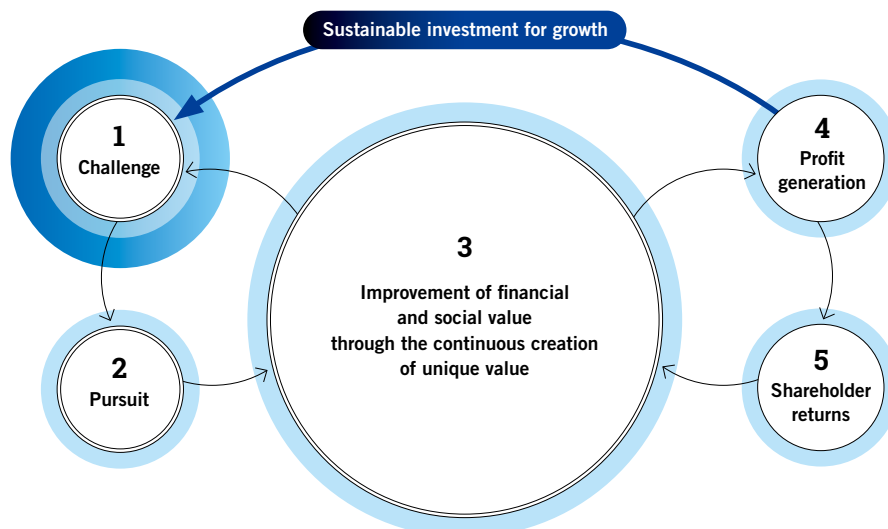 Sustainable investment for growth
1
Challenge
2
Pursuit
3
Improvement of financial
and social value
through the continuous creation
of unique value
4
Profit
generation
5
Shareholder
returns